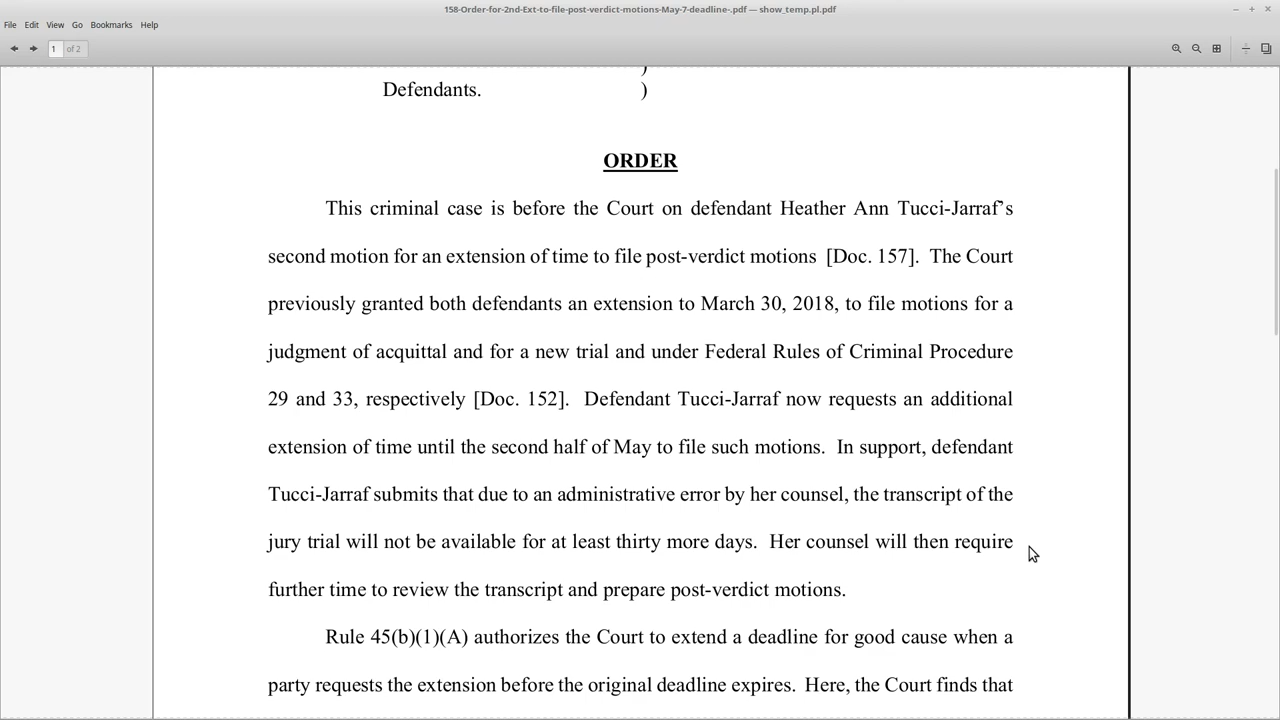 158-Order-for-2nd-Ext-to-file-post-verdict-motions-May-7-deadline-.pdf — show_temp.pl.pdf
File Edit View Go Bookmarks Help
1 of 2
)
Defendants. )
ORDER
This criminal case is before the Court on defendant Heather Ann Tucci-Jarraf's
second motion for an extension of time to file post-verdict motions [Doc. 157]. The Court
previously granted both defendants an extension to March 30, 2018, to file motions for a
judgment of acquittal and for a new trial and under Federal Rules of Criminal Procedure
29 and 33, respectively [Doc. 152]. Defendant Tucci-Jarraf now requests an additional
extension of time until the second half of May to file such motions. In support, defendant
Tucci-Jarraf submits that due to an administrative error by her counsel, the transcript of the
jury trial will not be available for at least thirty more days. Her counsel will then require
further time to review the transcript and prepare post-verdict motions.
Rule 45(b)(1)(A) authorizes the Court to extend a deadline for good cause when a
party requests the extension before the original deadline expires. Here, the Court finds that